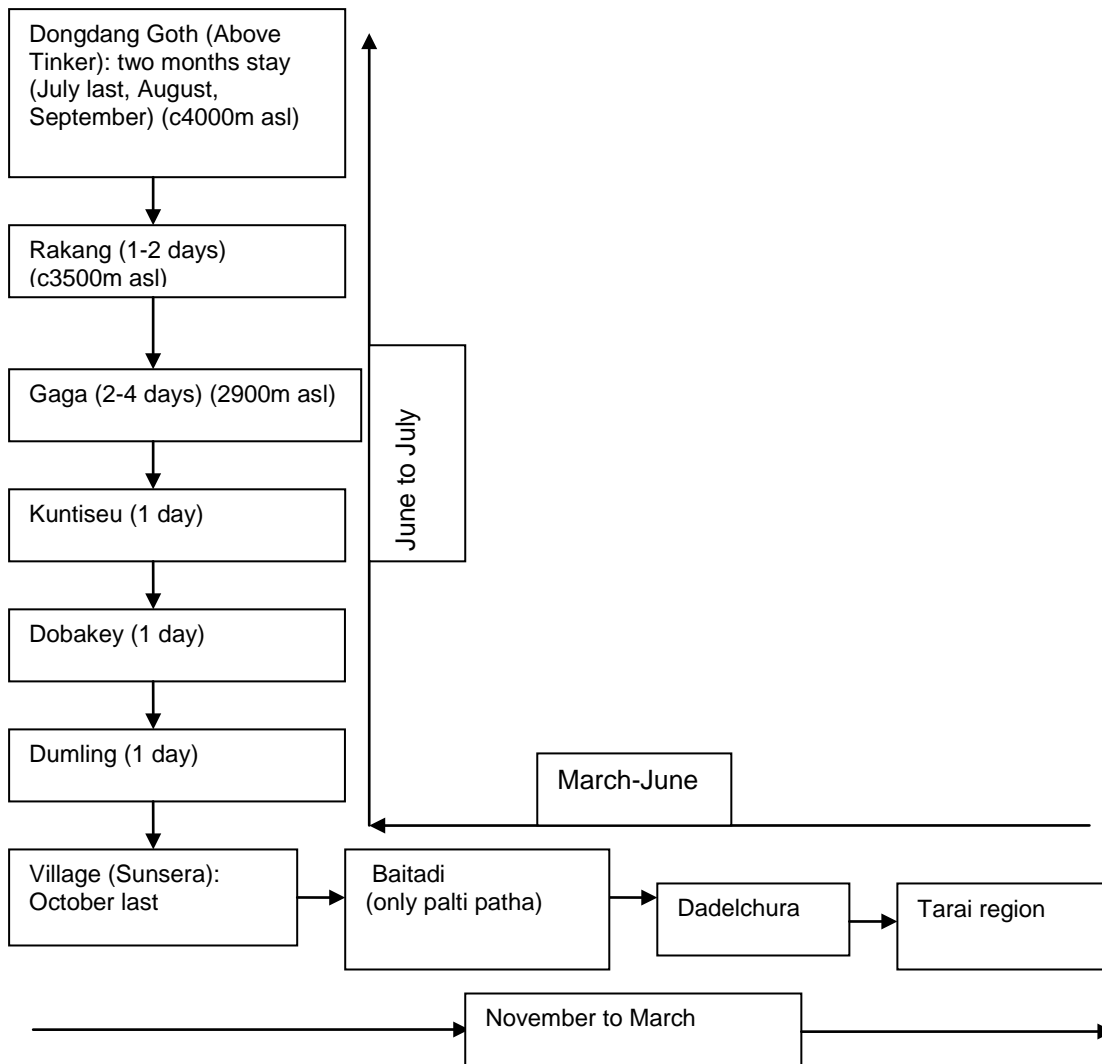 Dongdang Goth (Above
Tinker): two months stay
(July last, August,
September) (c4000m asl)
Rakang (1-2 days)
(c3500m asl)
Gaga (2-4 days) (2900m asl)
June to July
Kuntiseu (1 day)
Dobakey (1 day)
Dumling (1 day)
March-June
Village (Sunsera):
October last
Baitadi
(only palti patha)
Dadelchura
Tarai region
November to March